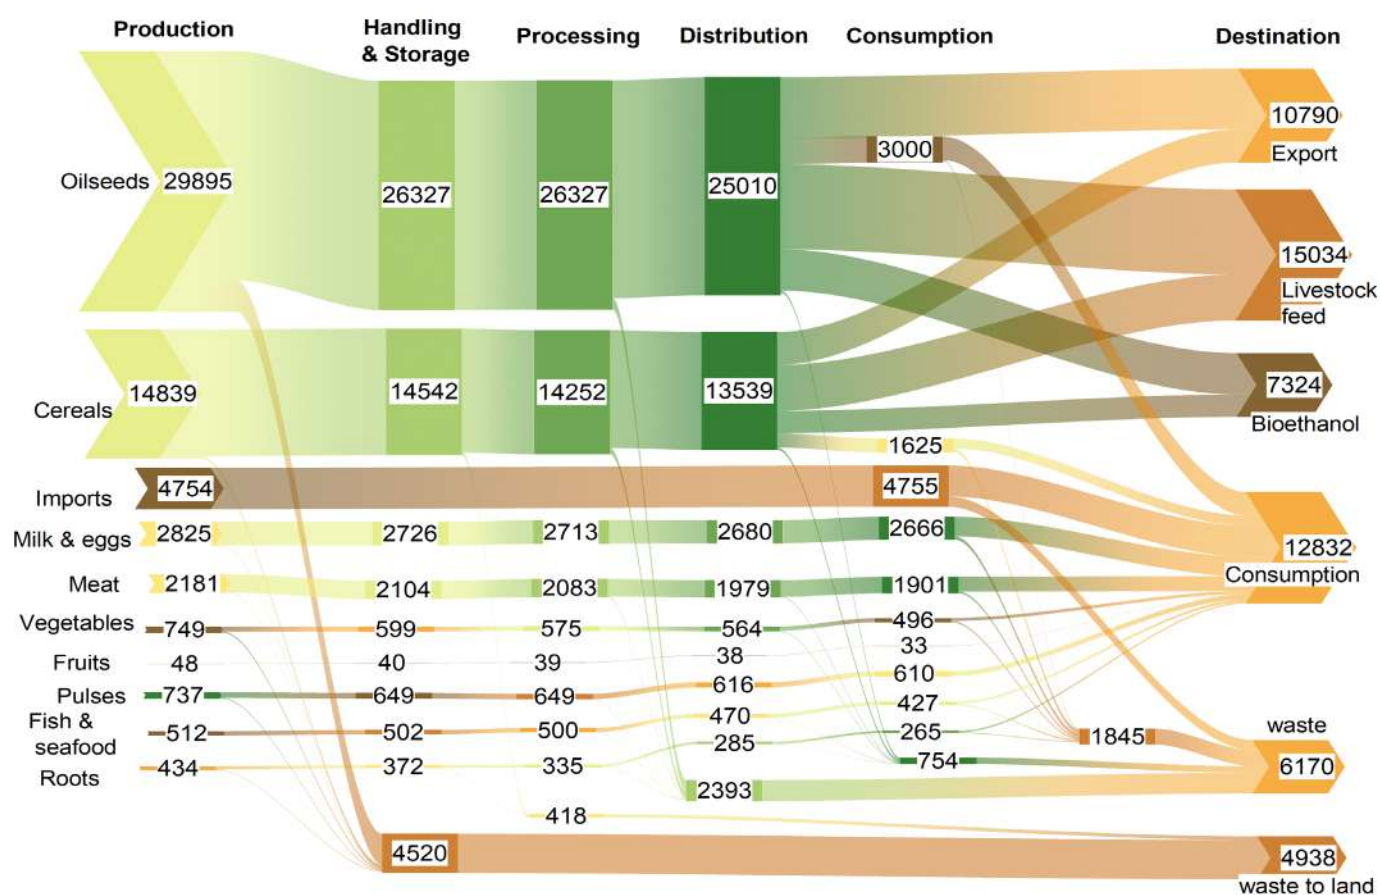 Production
Handling
& Storage
Processing
Distribution
Consumption
Destination
Oilseeds
29895
26327
26327
25010
3000
10790
Export
15034
Livestock
feed
Cereals
14839
14542
14252
13539
1625
7324
Bioethanol
Imports
4754
4755
Milk & eggs
2825
2726
2713
2680
2666
12832
Consumption
Meat
2181
2104
2083
1979
1901
Vegetables
749
599
575
564
496
Fruits
48
40
39
38
33
Pulses
737
649
649
616
610
Fish &
seafood
512
502
500
470
427
Roots
434
372
335
285
265
1845
754
2393
waste
6170
418
4520
4938
waste to land